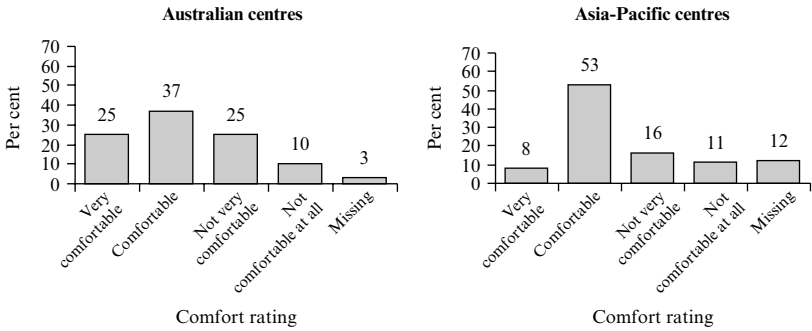 Australian centres
Per cent
70
60
50
40
30
20
10
0
25
37
25
10
3
Very
comfortable
Comfortable
Not very
comfortable
Not
comfortable at all
Missing
Comfort rating
Asia-Pacific centres
Per cent
70
60
50
40
30
20
10
0
8
53
16
11
12
Very
comfortable
Comfortable
Not very
comfortable
Not
comfortable at all
Missing
Comfort rating